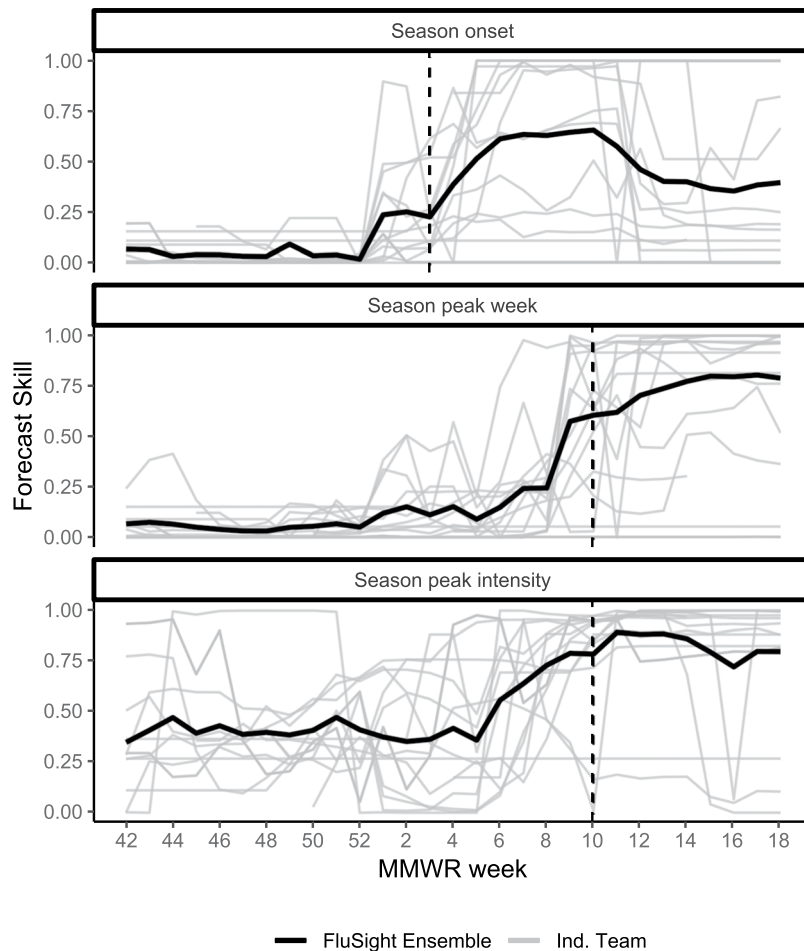 Season onset
1.00
0.75
0.50
0.25
0.00
Season peak week
1.00
0.75
0.50
0.25
0.00
Forecast Skill
Season peak intensity
1.00
0.75
0.50
0.25
0.00
42 44 46 48 50 52 2 4 6 8 10 12 14 16 18
MMWR week
FluSight Ensemble Ind. Team